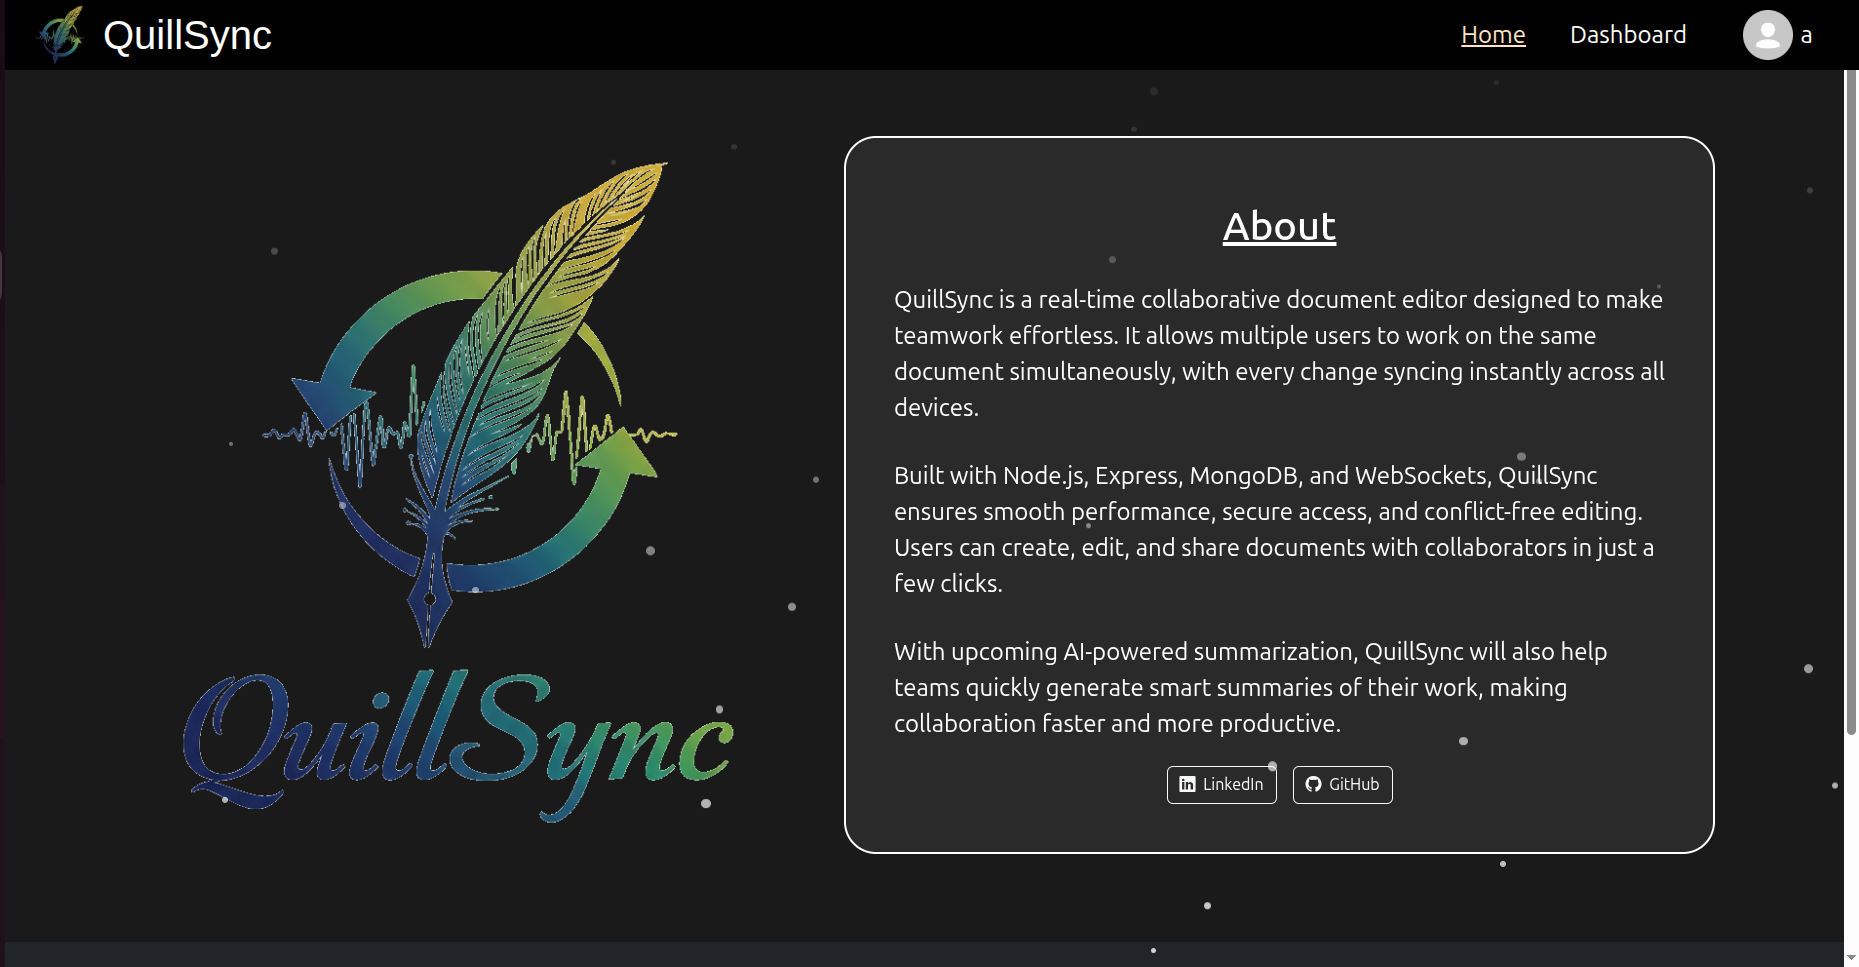 QuillSync
Home
Dashboard
a
QuillSync
About
QuillSync is a real-time collaborative document editor designed to make
teamwork effortless. It allows multiple users to work on the same
document simultaneously, with every change syncing instantly across all
devices.
Built with Node.js, Express, MongoDB, and WebSockets, QuillSync
ensures smooth performance, secure access, and conflict-free editing.
Users can create, edit, and share documents with collaborators in just a
few clicks.
With upcoming AI-powered summarization, QuillSync will also help
teams quickly generate smart summaries of their work, making
collaboration faster and more productive.
LinkedIn
GitHub